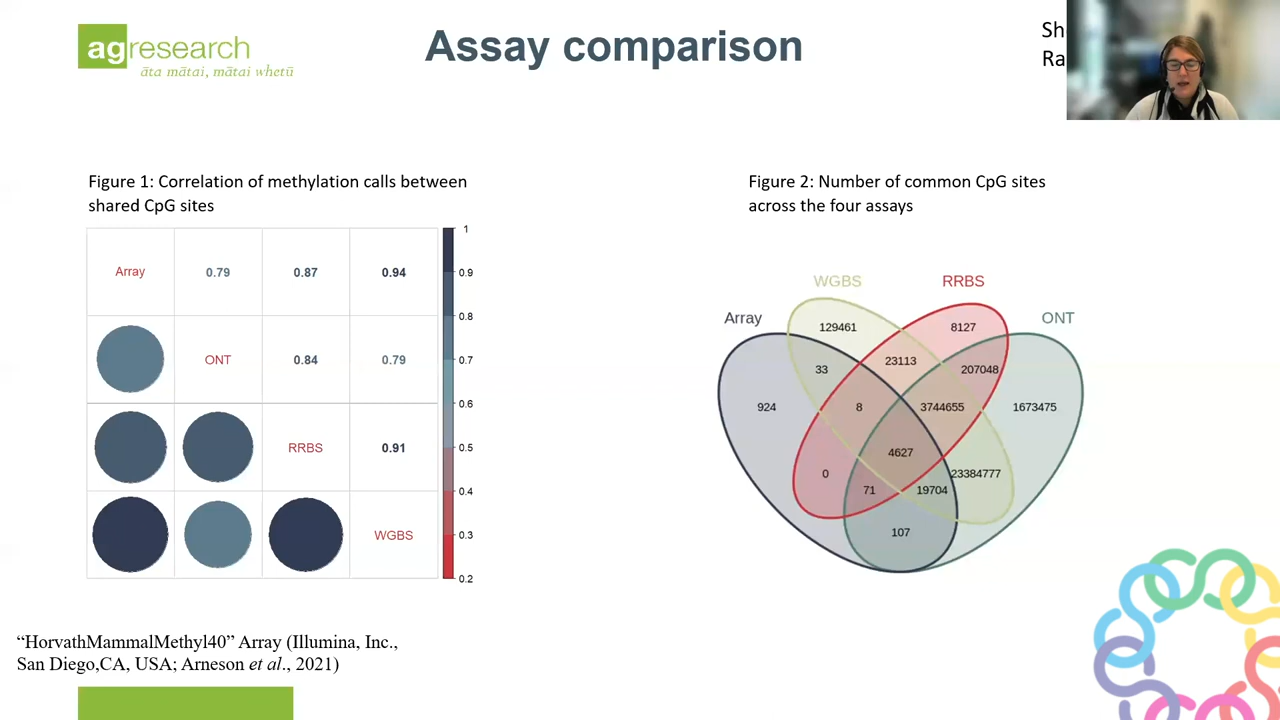 agresearch
āta mātai, mātai whetū
Assay comparison
Figure 1: Correlation of methylation calls between
shared CpG sites
Array 0.79 0.87 0.94
ONT 0.84 0.79
RRBS 0.91
WGBS
1
0.9
0.8
0.7
0.6
0.5
0.4
0.3
0.2
“HorvathMammalMethyl40” Array (Illumina, Inc.,
San Diego,CA, USA; Arneson et al., 2021)
Figure 2: Number of common CpG sites
across the four assays
WGBS RRBS
Array ONT
129461 8127
33 23113 207048
924 8 3744655 1673475
4627
0 23384777
71 19704
107